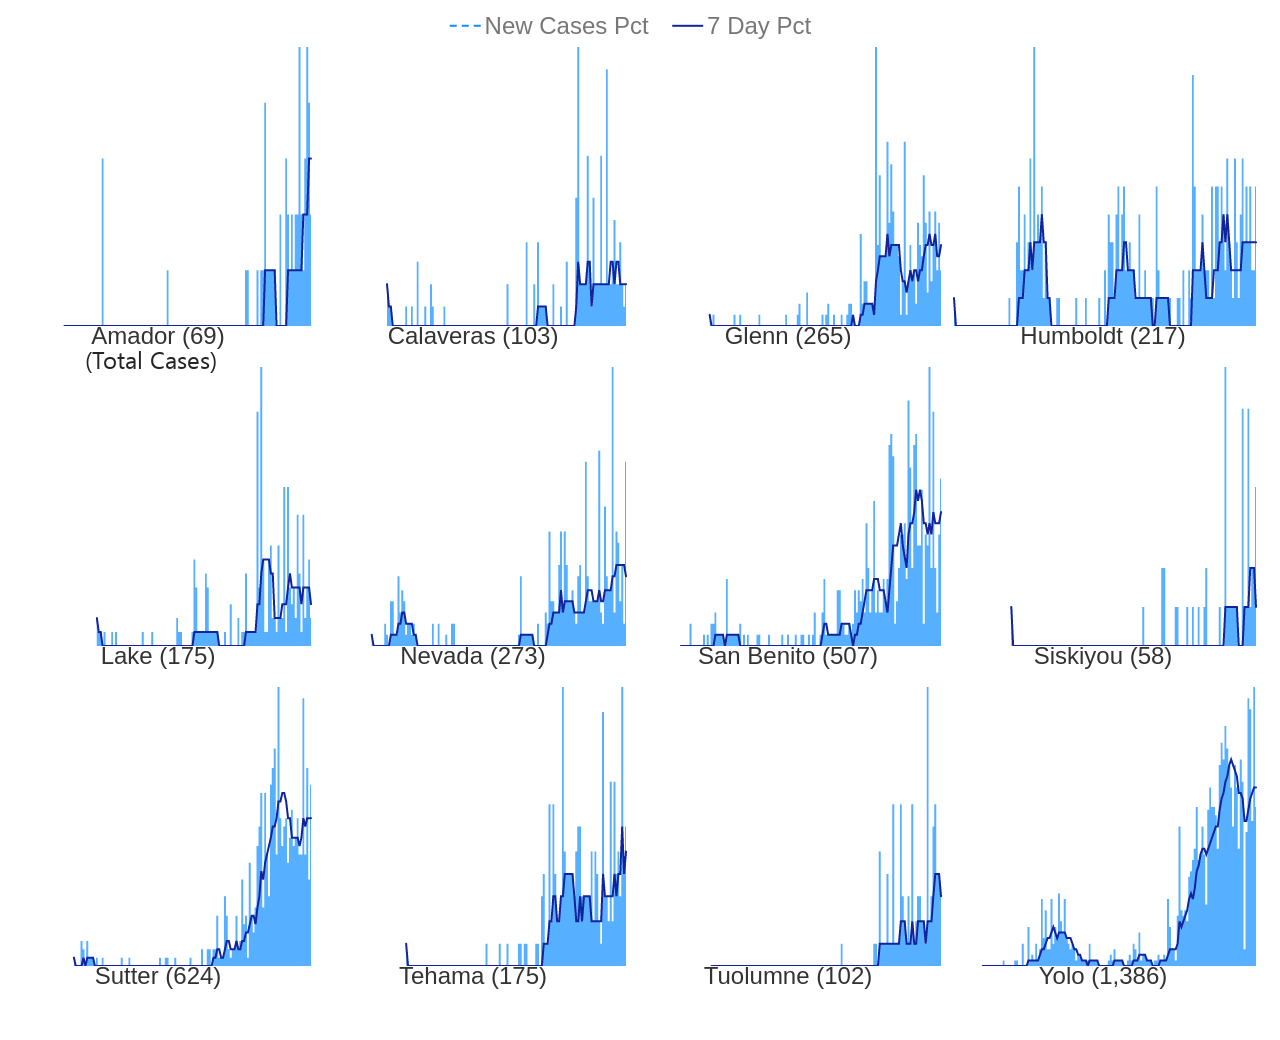 New Cases Pct 7 Day Pct
Amador (69) Calaveras (103) Glenn (265) Humboldt (217)
(Total Cases)
Lake (175) Nevada (273) San Benito (507) Siskiyou (58)
Sutter (624) Tehama (175) Tuolumne (102) Yolo (1,386)